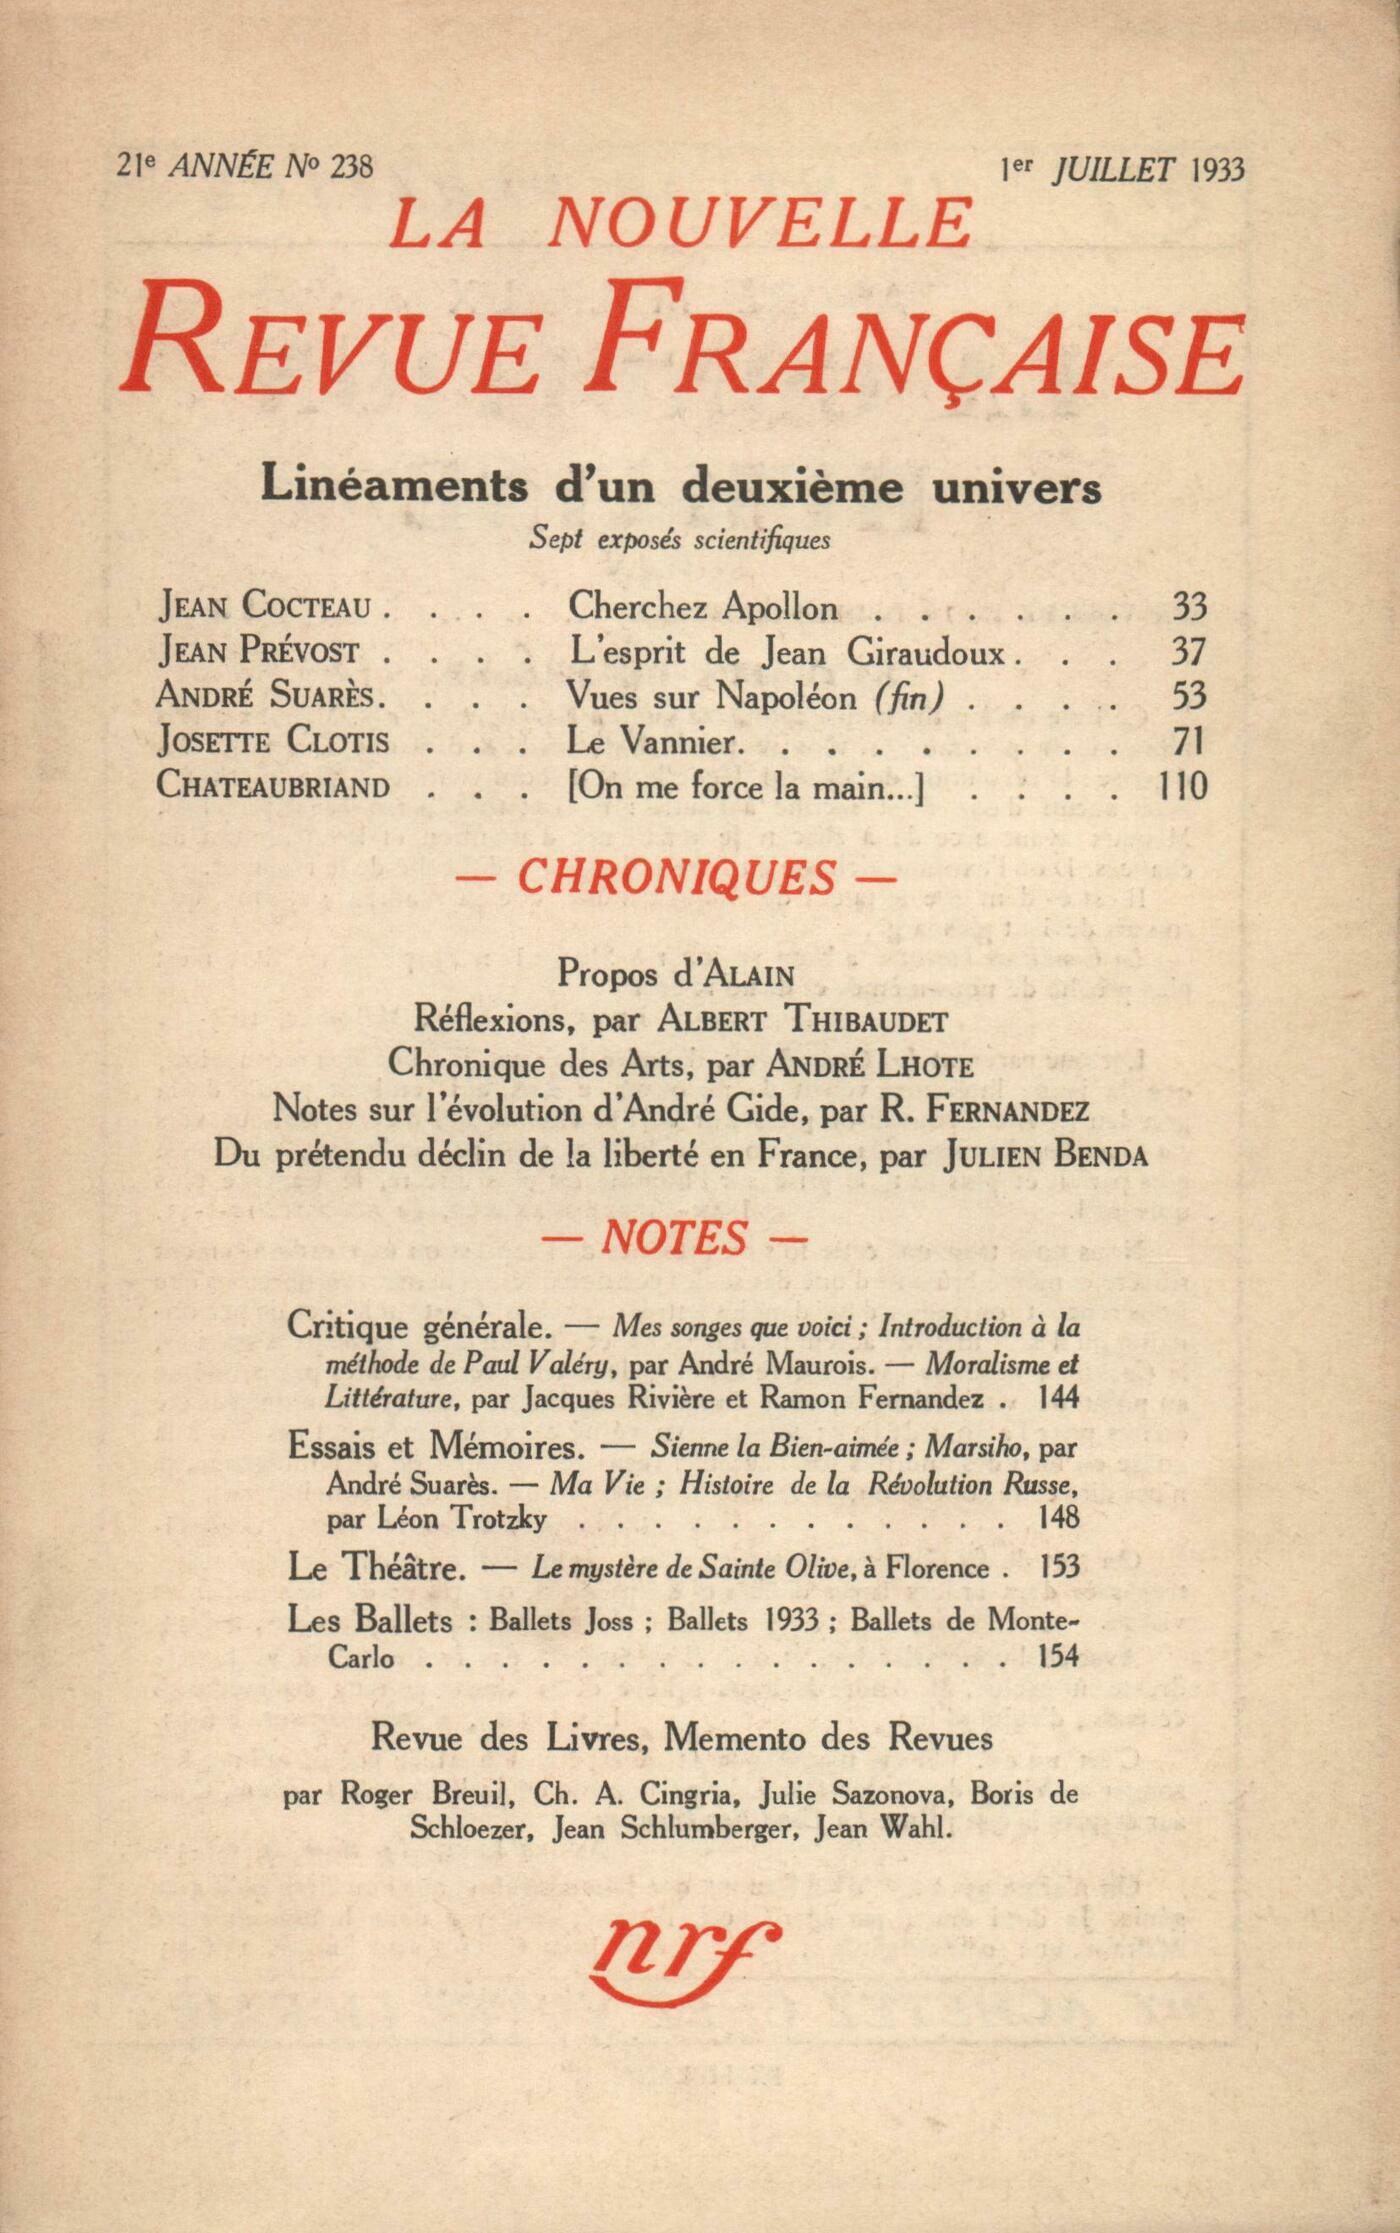 21e ANNÉE No 238 1er JUILLET 1933
LA NOUVELLE
REVUE FRANÇAISE
Linéaments d'un deuxième univers
Sept exposés scientifiques
JEAN COCTEAU . . . . Cherchez Apollon . . . . . . 33
JEAN PRÉVOST . . . . L'esprit de Jean Giraudoux . . . 37
ANDRÉ SUARÈS. . . . Vues sur Napoléon (fin) . . . . 53
JOSETTE CLOTIS . . . Le Vannier. . . . . . . . . 71
CHATEAUBRIAND . . . [On me force la main...] . . . . 110
— CHRONIQUES —
Propos d'ALAIN
Réflexions, par ALBERT THIBAUDET
Chronique des Arts, par ANDRÉ LHOTE
Notes sur l'évolution d'André Gide, par R. FERNANDEZ
Du prétendu déclin de la liberté en France, par JULIEN BENDA
— NOTES —
Critique générale. — Mes songes que voici ; Introduction à la
méthode de Paul Valéry, par André Maurois. — Moralisme et
Littérature, par Jacques Rivière et Ramon Fernandez . 144
Essais et Mémoires. — Sienne la Bien-aimée ; Marsiho, par
André Suarès. — Ma Vie ; Histoire de la Révolution Russe,
par Léon Trotzky . . . . . . . . . . . . 148
Le Théâtre. — Le mystère de Sainte Olive, à Florence . 153
Les Ballets : Ballets Joss ; Ballets 1933 ; Ballets de Monte-
Carlo . . . . . . . . . . . . . . . . 154
Revue des Livres, Memento des Revues
par Roger Breuil, Ch. A. Cingria, Julie Sazonova, Boris de
Schloezer, Jean Schlumberger, Jean Wahl.
nrf